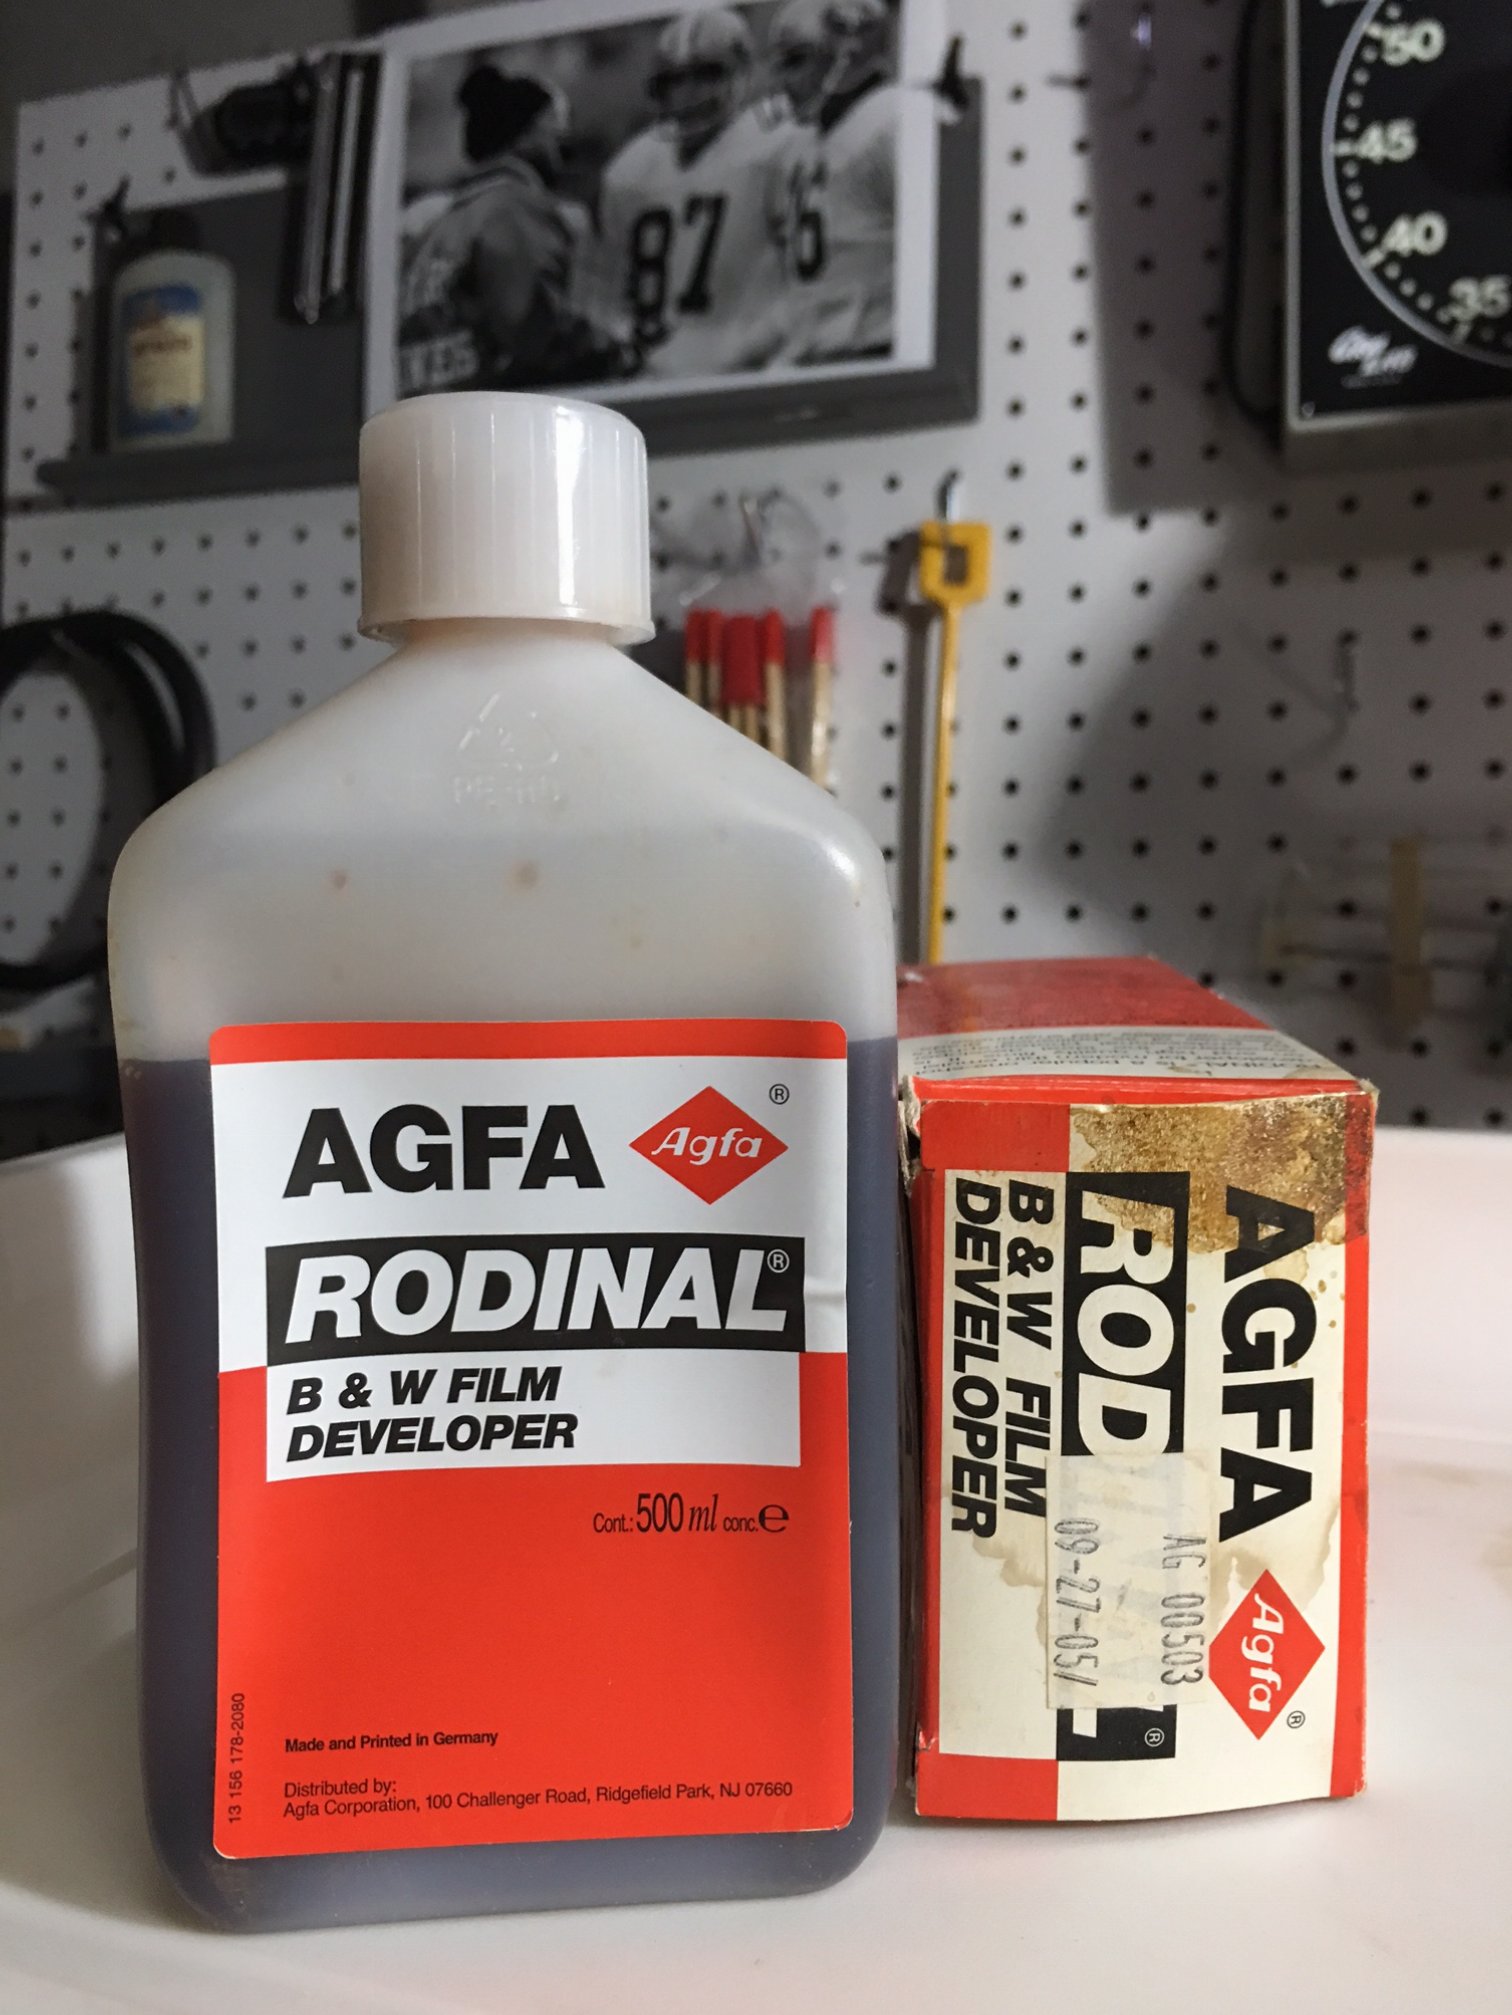 87
50
45
40
35
AGFA
Agfa ®
RODINAL®
B & W FILM
DEVELOPER
Cont.: 500 ml conc. ℮
Made and Printed in Germany
Distributed by:
Agfa Corporation, 100 Challenger Road, Ridgefield Park, NJ 07660
13 156 178-2080
AGFA
Agfa ®
ROD L ®
B & W FILM
DEVELOPER
AG 00503
09-27-05/